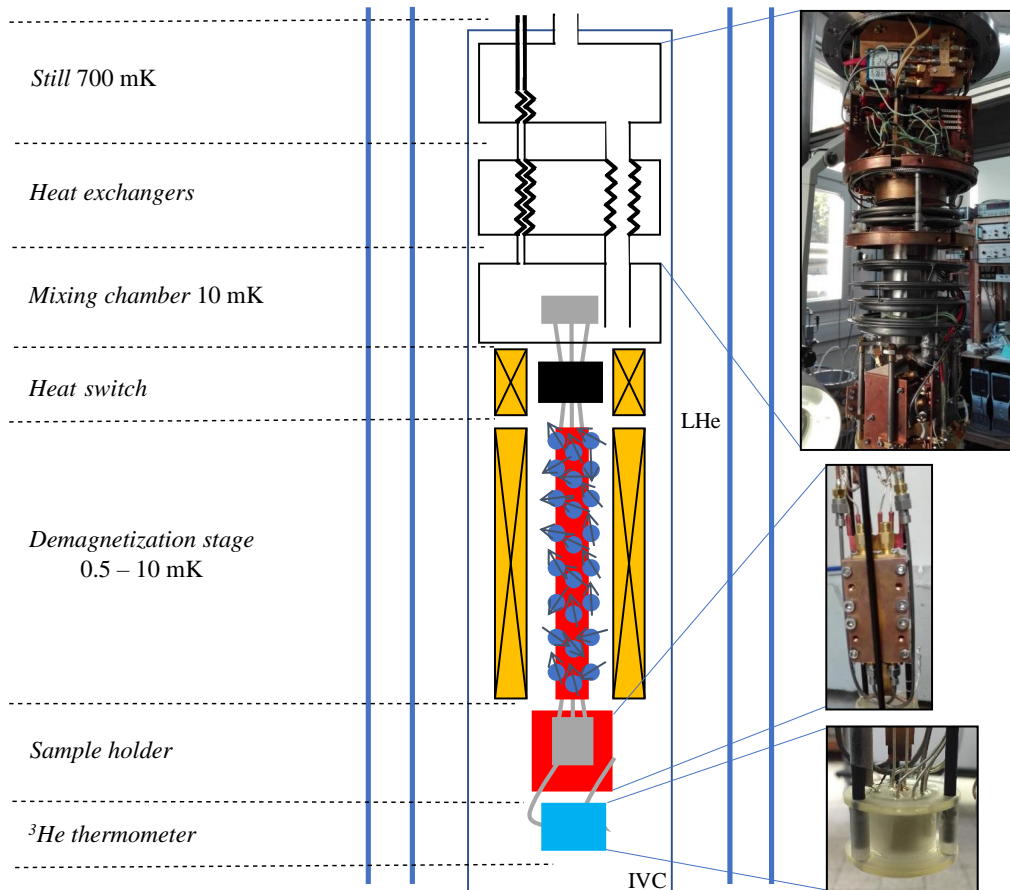 Still 700 mK
Heat exchangers
Mixing chamber 10 mK
Heat switch
LHe
Demagnetization stage
0.5 – 10 mK
Sample holder
³He thermometer
IVC